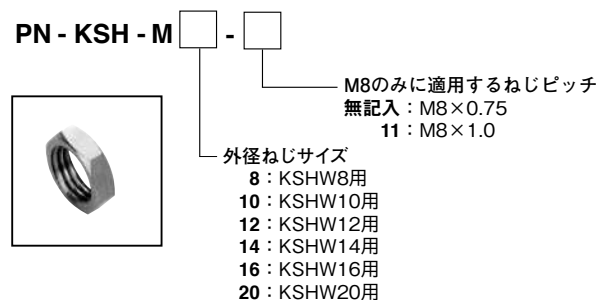 PN - KSH - M□ - □
M8のみに適用するねじピッチ
無記入：M8×0.75
11：M8×1.0
外径ねじサイズ
8：KSHW8用
10：KSHW10用
12：KSHW12用
14：KSHW14用
16：KSHW16用
20：KSHW20用